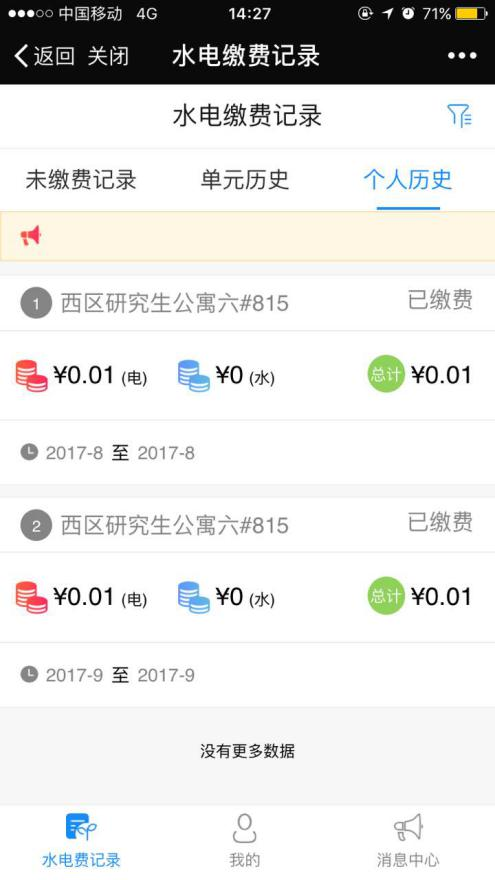 中国移动 4G 14:27 71%
返回 关闭 水电缴费记录
水电缴费记录
未缴费记录 单元历史 个人历史
1 西区研究生公寓六#815 已缴费
¥0.01 (电) ¥0 (水) 总计 ¥0.01
2017-8 至 2017-8
2 西区研究生公寓六#815 已缴费
¥0.01 (电) ¥0 (水) 总计 ¥0.01
2017-9 至 2017-9
没有更多数据
水电费记录 我的 消息中心